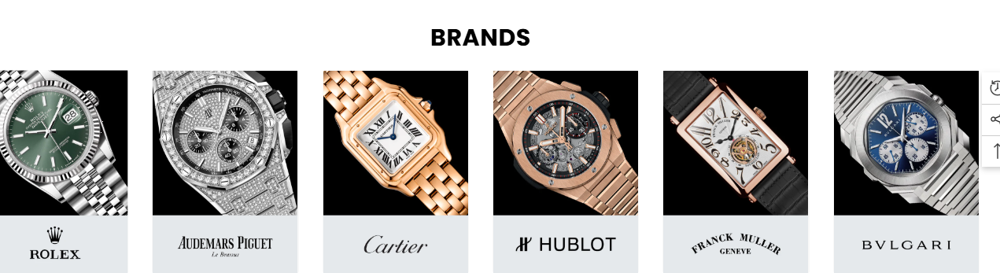 BRANDS
ROLEX
AUDEMARS PIGUET
Le Brassus
Cartier
HUBLOT
FRANCK MULLER
GENEVE
BVLGARI